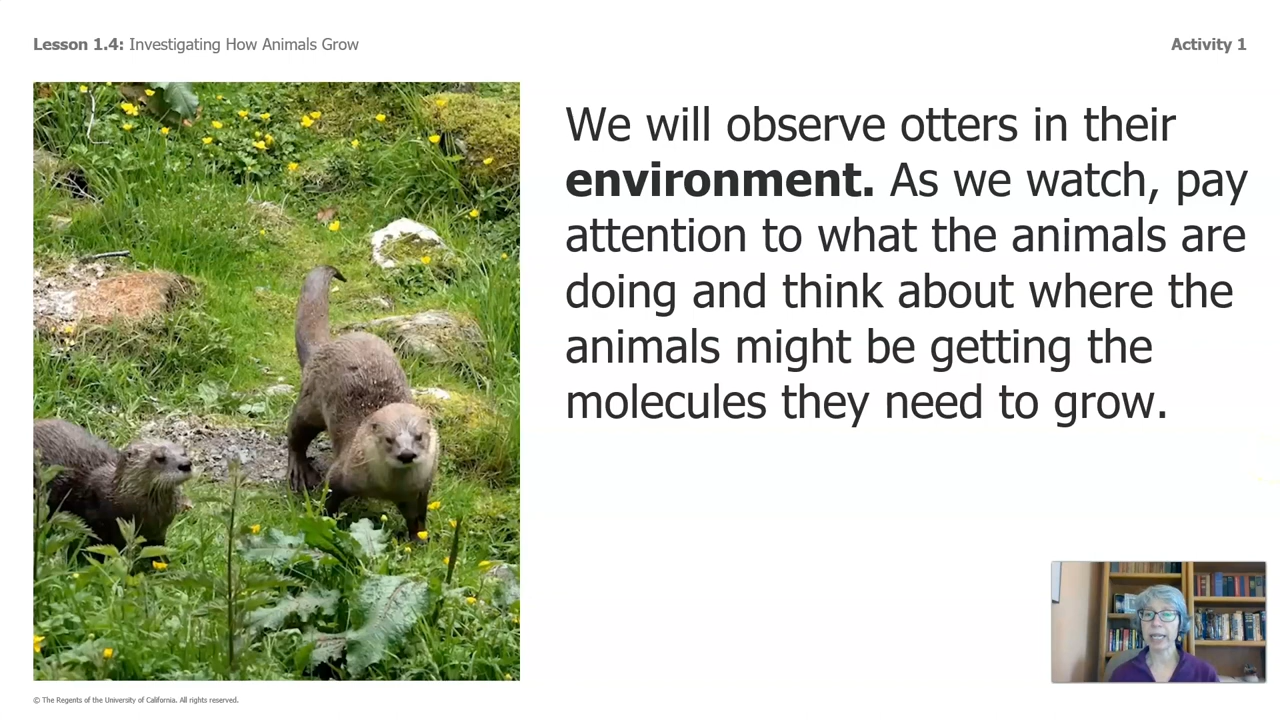 Lesson 1.4: Investigating How Animals Grow
Activity 1
We will observe otters in their
environment. As we watch, pay
attention to what the animals are
doing and think about where the
animals might be getting the
molecules they need to grow.
© The Regents of the University of California. All rights reserved.